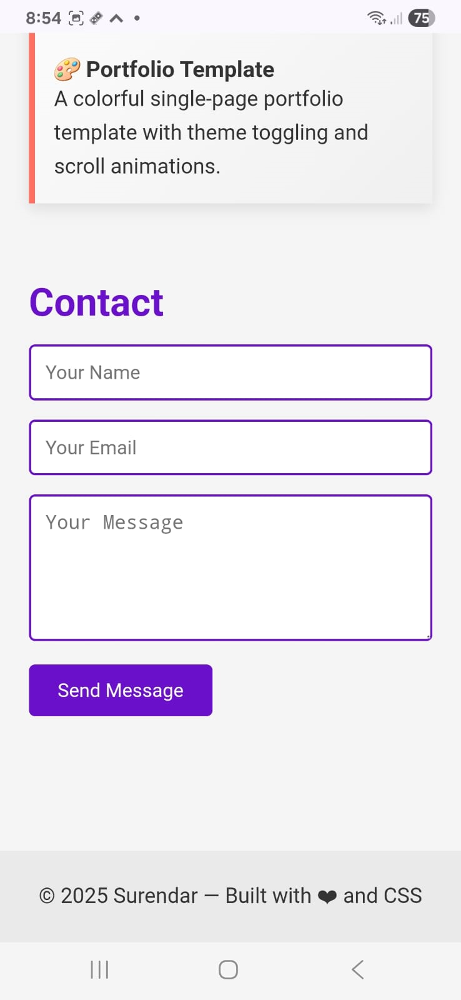 8:54
75
🎨 Portfolio Template
A colorful single-page portfolio
template with theme toggling and
scroll animations.
Contact
Your Name
Your Email
Your Message
Send Message
© 2025 Surendar — Built with ❤ and CSS